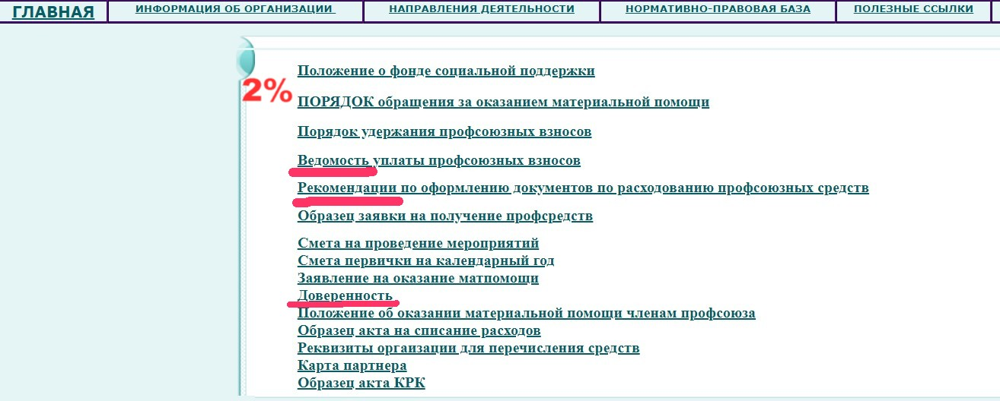 ГЛАВНАЯ ИНФОРМАЦИЯ ОБ ОРГАНИЗАЦИИ НАПРАВЛЕНИЯ ДЕЯТЕЛЬНОСТИ НОРМАТИВНО-ПРАВОВАЯ БАЗА ПОЛЕЗНЫЕ ССЫЛКИ
Положение о фонде социальной поддержки
2%
ПОРЯДОК обращения за оказанием материальной помощи
Порядок удержания профсоюзных взносов
Ведомость уплаты профсоюзных взносов
Рекомендации по оформлению документов по расходованию профсоюзных средств
Образец заявки на получение профсредств
Смета на проведение мероприятий
Смета первички на календарный год
Заявление на оказание матпомощи
Доверенность
Положение об оказании материальной помощи членам профсоюза
Образец акта на списание расходов
Реквизиты оргаизации для перечисления средств
Карта партнера
Образец акта КРК